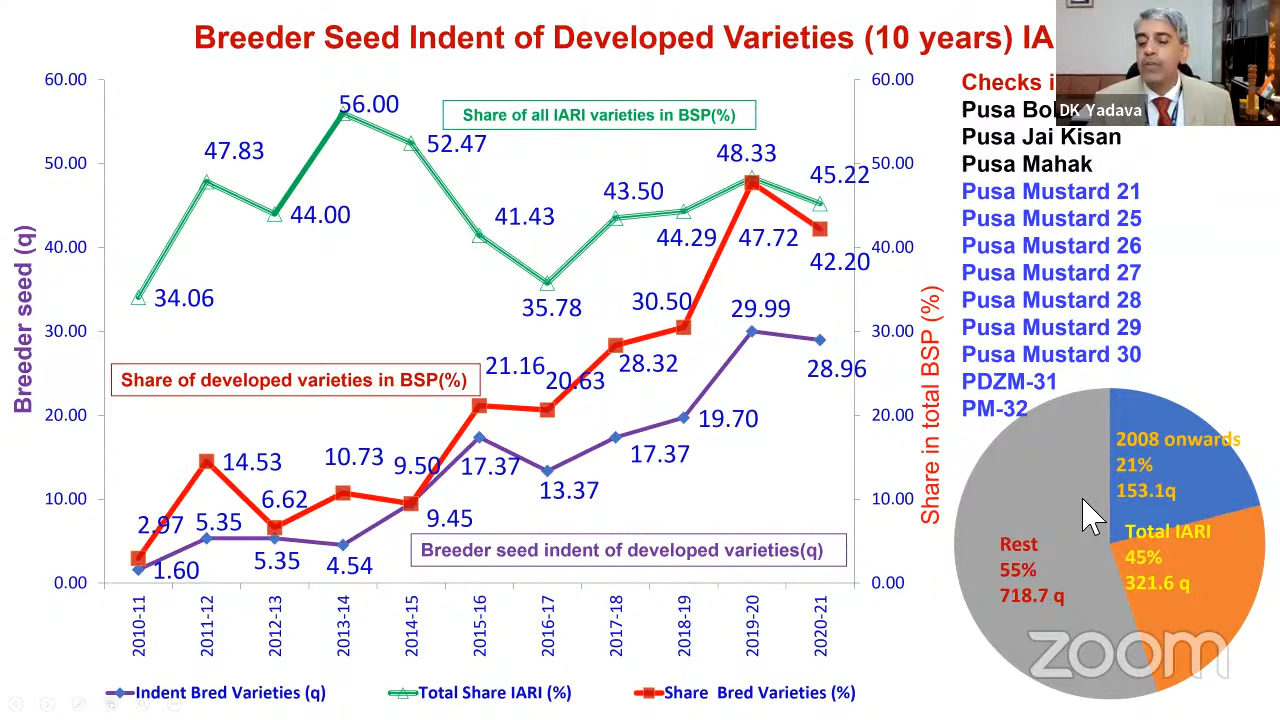 Breeder Seed Indent of Developed Varieties (10 years)
DK Yadava
60.00
50.00
40.00
30.00
20.00
10.00
0.00
Breeder seed (q)
Share of all IARI varieties in BSP(%)
34.06
47.83
44.00
56.00
52.47
41.43
35.78
43.50
44.29
48.33
45.22
Share of developed varieties in BSP(%)
2.97
14.53
6.62
10.73
9.50
21.16
20.63
28.32
30.50
47.72
42.20
Breeder seed indent of developed varieties(q)
1.60
5.35
5.35
4.54
9.45
17.37
13.37
17.37
19.70
29.99
28.96
60.00
50.00
40.00
30.00
20.00
10.00
0.00
Share in total BSP (%)
2010-11
2011-12
2012-13
2013-14
2014-15
2015-16
2016-17
2017-18
2018-19
2019-20
2020-21
Indent Bred Varieties (q)
Total Share IARI (%)
Share Bred Varieties (%)
Checks
Pusa
Pusa Jai Kisan
Pusa Mahak
Pusa Mustard 21
Pusa Mustard 25
Pusa Mustard 26
Pusa Mustard 27
Pusa Mustard 28
Pusa Mustard 29
Pusa Mustard 30
PDZM-31
PM-32
2008 onwards
21%
153.1q
Total IARI
45%
321.6 q
Rest
55%
718.7 q
zoom